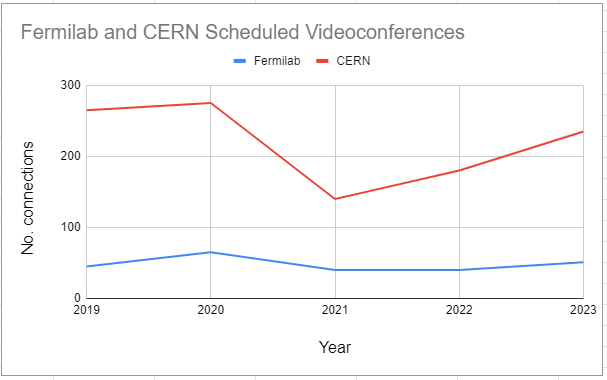 Fermilab and CERN Scheduled Videoconferences
Fermilab CERN
300
200
100
0
No. connections
2019 2020 2021 2022 2023
Year